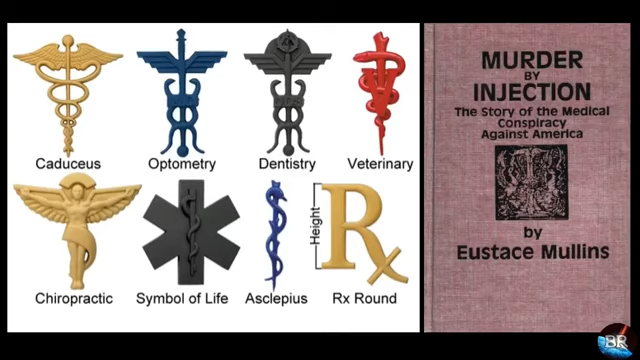 Caduceus
Optometry
Dentistry
Veterinary
Chiropractic
Symbol of Life
Asclepius
Height
Rx
Rx Round
MURDER
BY
INJECTION
The Story of the Medical
Conspiracy
Against America
by
Eustace Mullins
BR